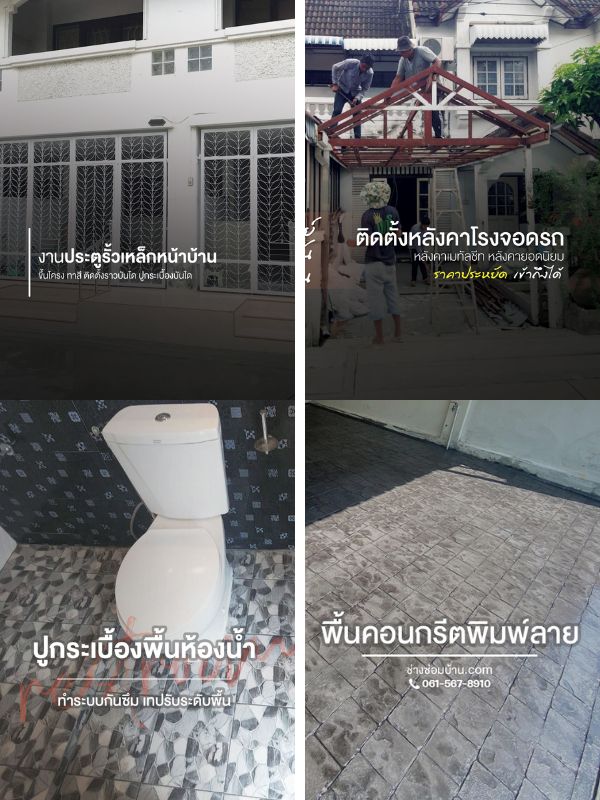 งานประตูรั้วเหล็กหน้าบ้าน
ขึ้นโครง ทาสี ติดตั้งราวบันได ปูกระเบื้องบันได
ติดตั้งหลังคาโรงจอดรถ
หลังคาเมทัลชีท หลังคายอดนิยม
ราคาประหยัด เข้าถึงได้
ปูกระเบื้องพื้นห้องน้ำ
ทำระบบกันซึม เทปรับระดับพื้น
พื้นคอนกรีตพิมพ์ลาย
ช่างซ่อมบ้าน.com
061-567-8910